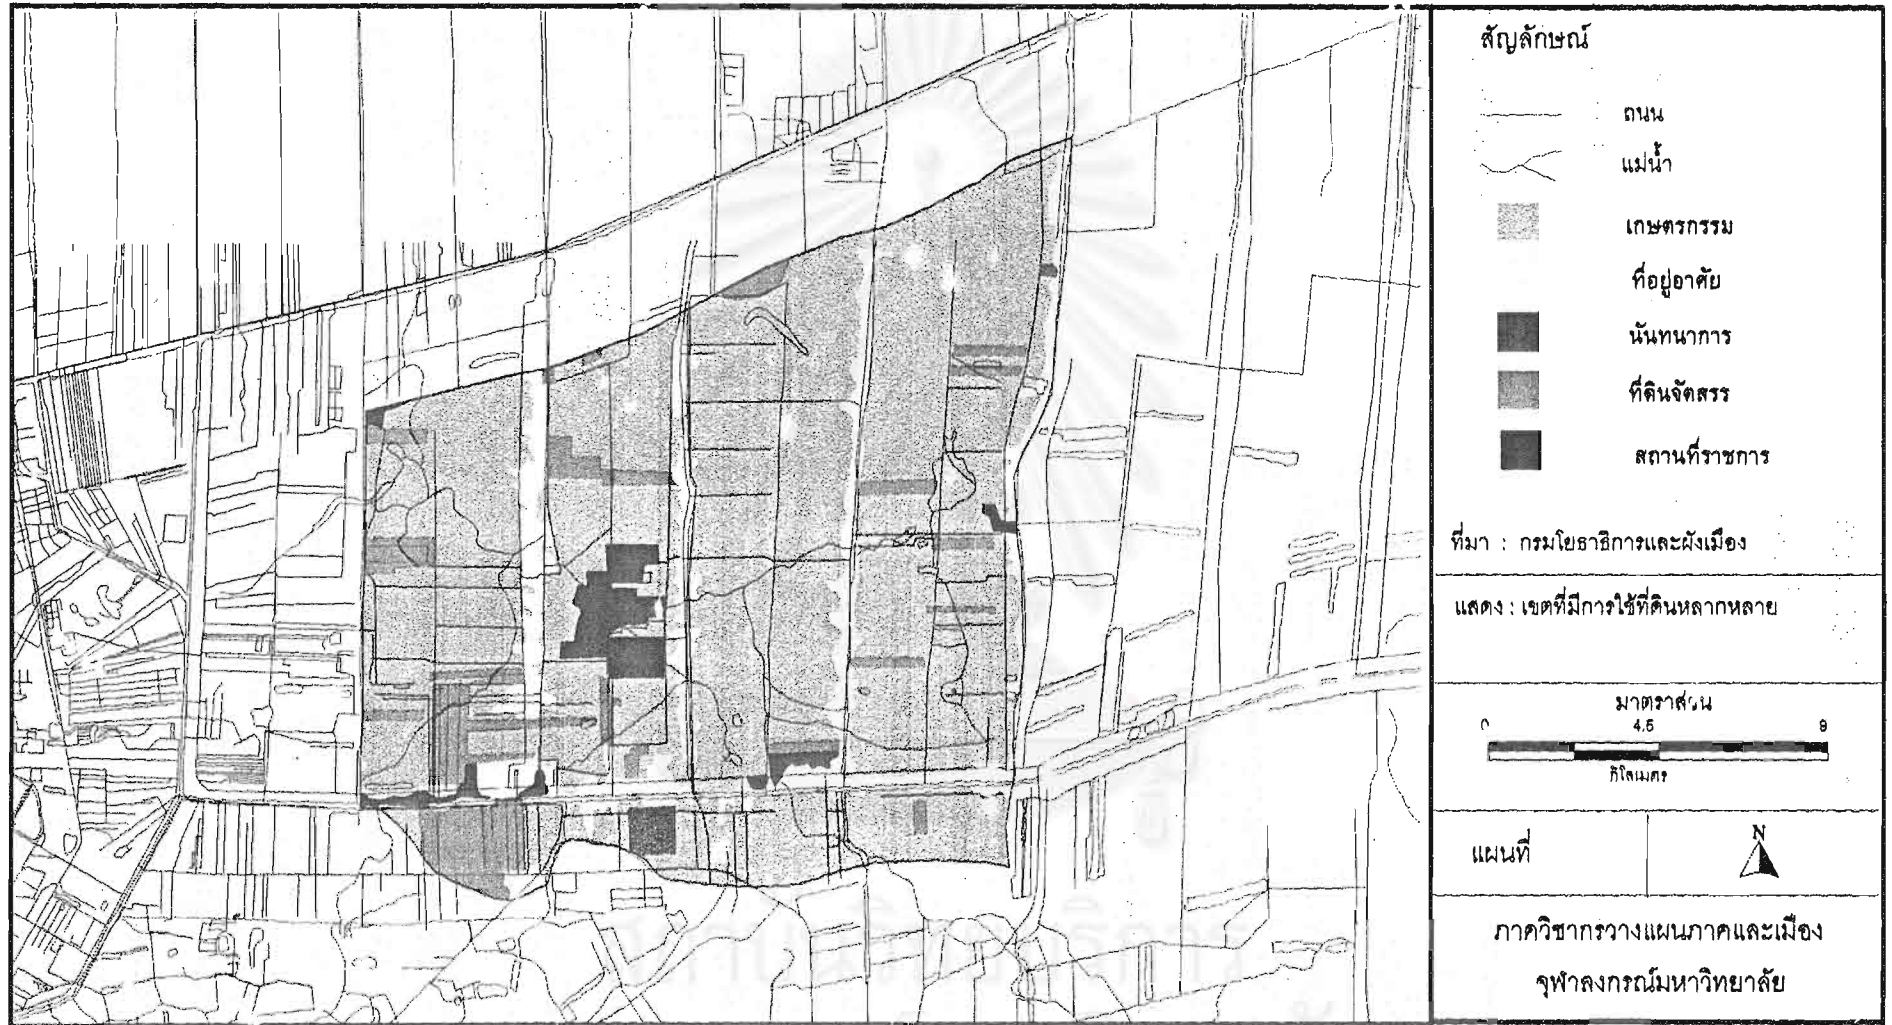 สัญลักษณ์
ถนน
แม่น้ำ
เกษตรกรรม
ที่อยู่อาศัย
นันทนาการ
ที่ดินจัดสรร
สถานที่ราชการ
ที่มา : กรมโยธาธิการและผังเมือง
แสดง : เขตที่มีการใช้ที่ดินหลากหลาย
มาตราส่วน
0 4.5 9
กิโลเมตร
แผนที่
N
ภาควิชาการวางแผนภาคและเมือง
จุฬาลงกรณ์มหาวิทยาลัย